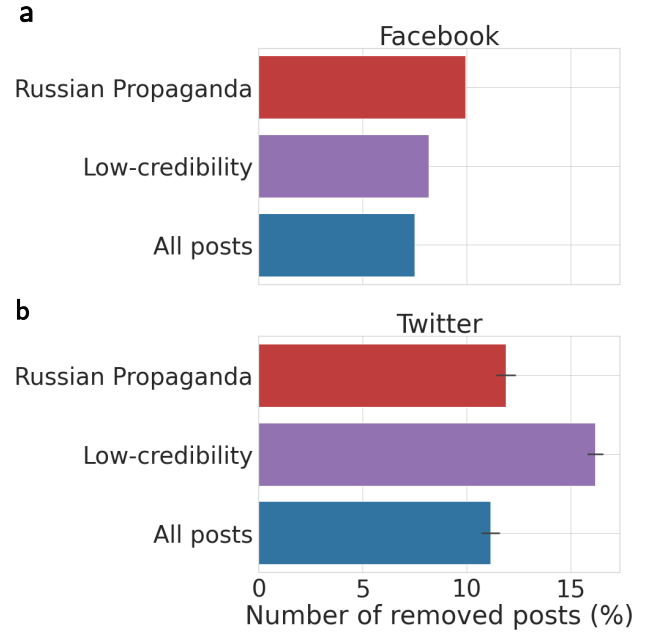 a
Facebook
Russian Propaganda
Low-credibility
All posts
b
Twitter
Russian Propaganda
Low-credibility
All posts
0 5 10 15
Number of removed posts (%)